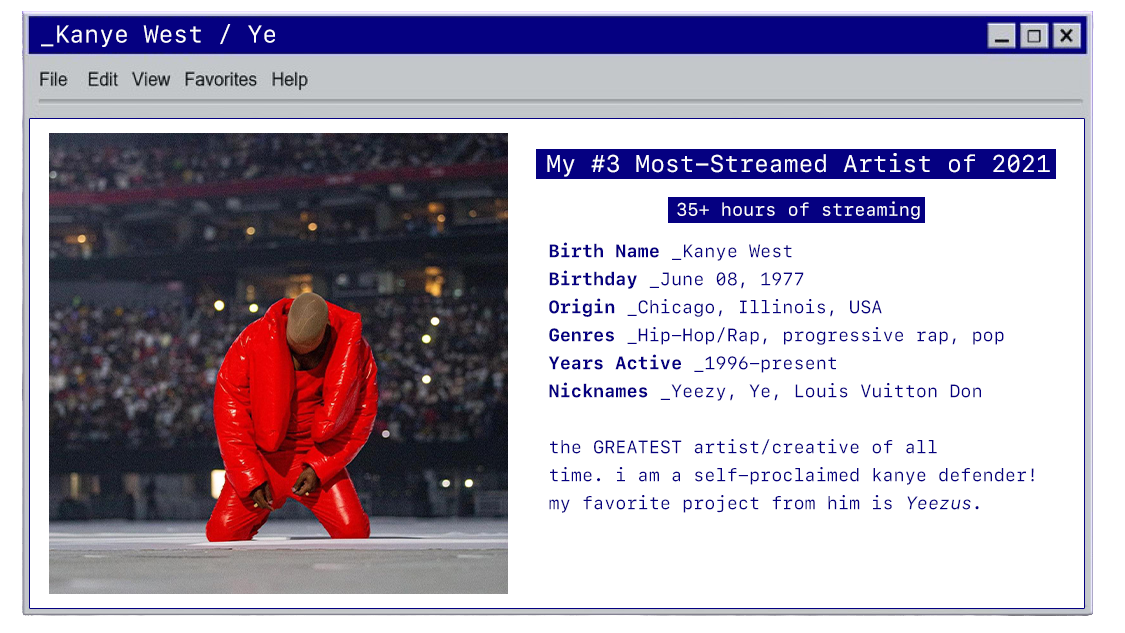 _Kanye West / Ye
File Edit View Favorites Help
My #3 Most-Streamed Artist of 2021
35+ hours of streaming
Birth Name _Kanye West
Birthday _June 08, 1977
Origin _Chicago, Illinois, USA
Genres _Hip-Hop/Rap, progressive rap, pop
Years Active _1996-present
Nicknames _Yeezy, Ye, Louis Vuitton Don
the GREATEST artist/creative of all
time. i am a self-proclaimed kanye defender!
my favorite project from him is Yeezus.